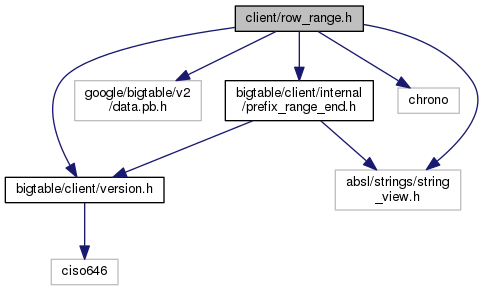 client/row_range.h
google/bigtable/v2
/data.pb.h
bigtable/client/internal
/prefix_range_end.h
chrono
bigtable/client/version.h
absl/strings/string
_view.h
ciso646